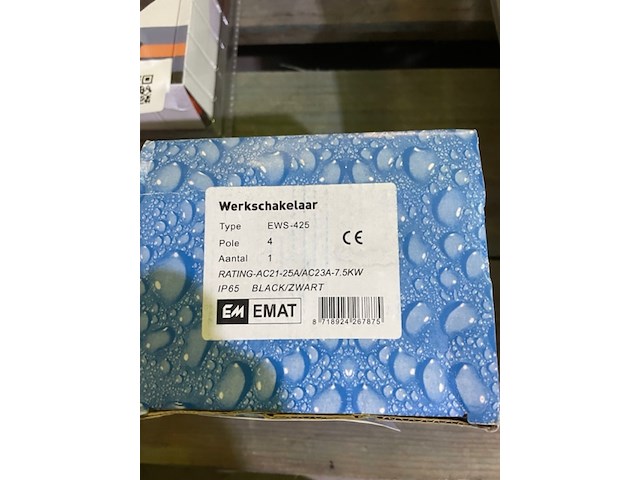 Werkschakelaar
Type EWS-425
Pole 4
Aantal 1
CE
RATING-AC21-25A/AC23A-7.5KW
IP65 BLACK/ZWART
EM EMAT
8 718924 267875